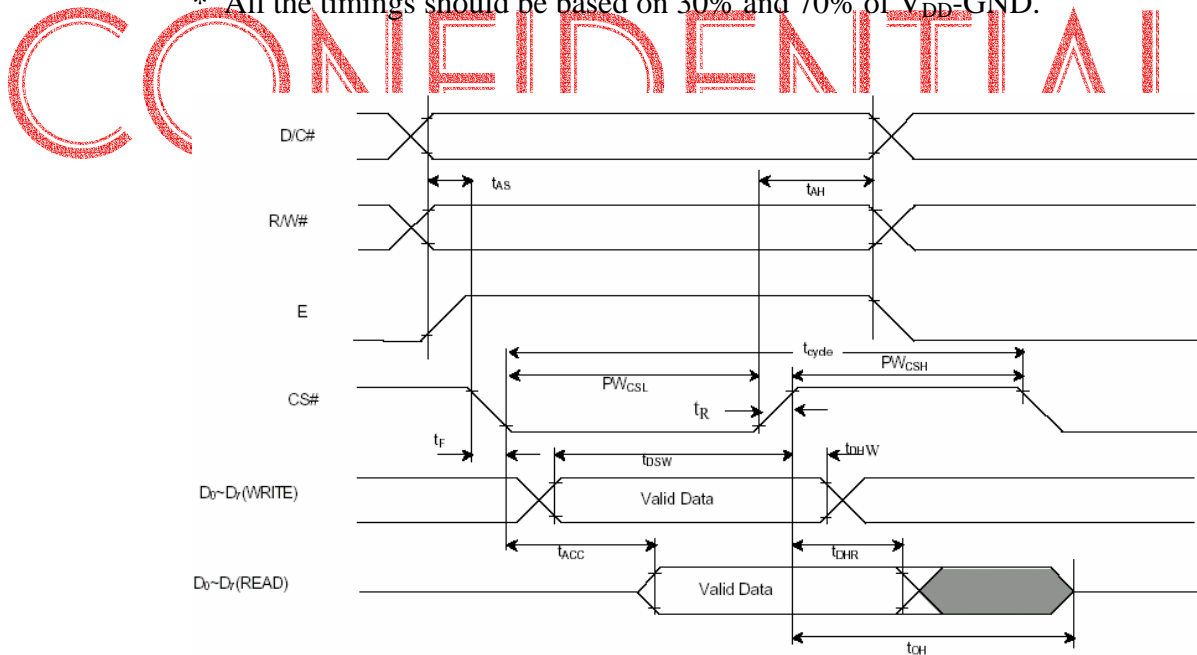 * All the timings should be based on 30% and 70% of VDD-GND.
CONFIDENTIAL
D/C#
tAS
tAH
R/W#
E
tcycle
PWCSL
PWCSH
CS#
tR
tF
tDSW
tDHW
D0~D7(WRITE)
Valid Data
tACC
tDHR
D0~D7(READ)
Valid Data
tOH